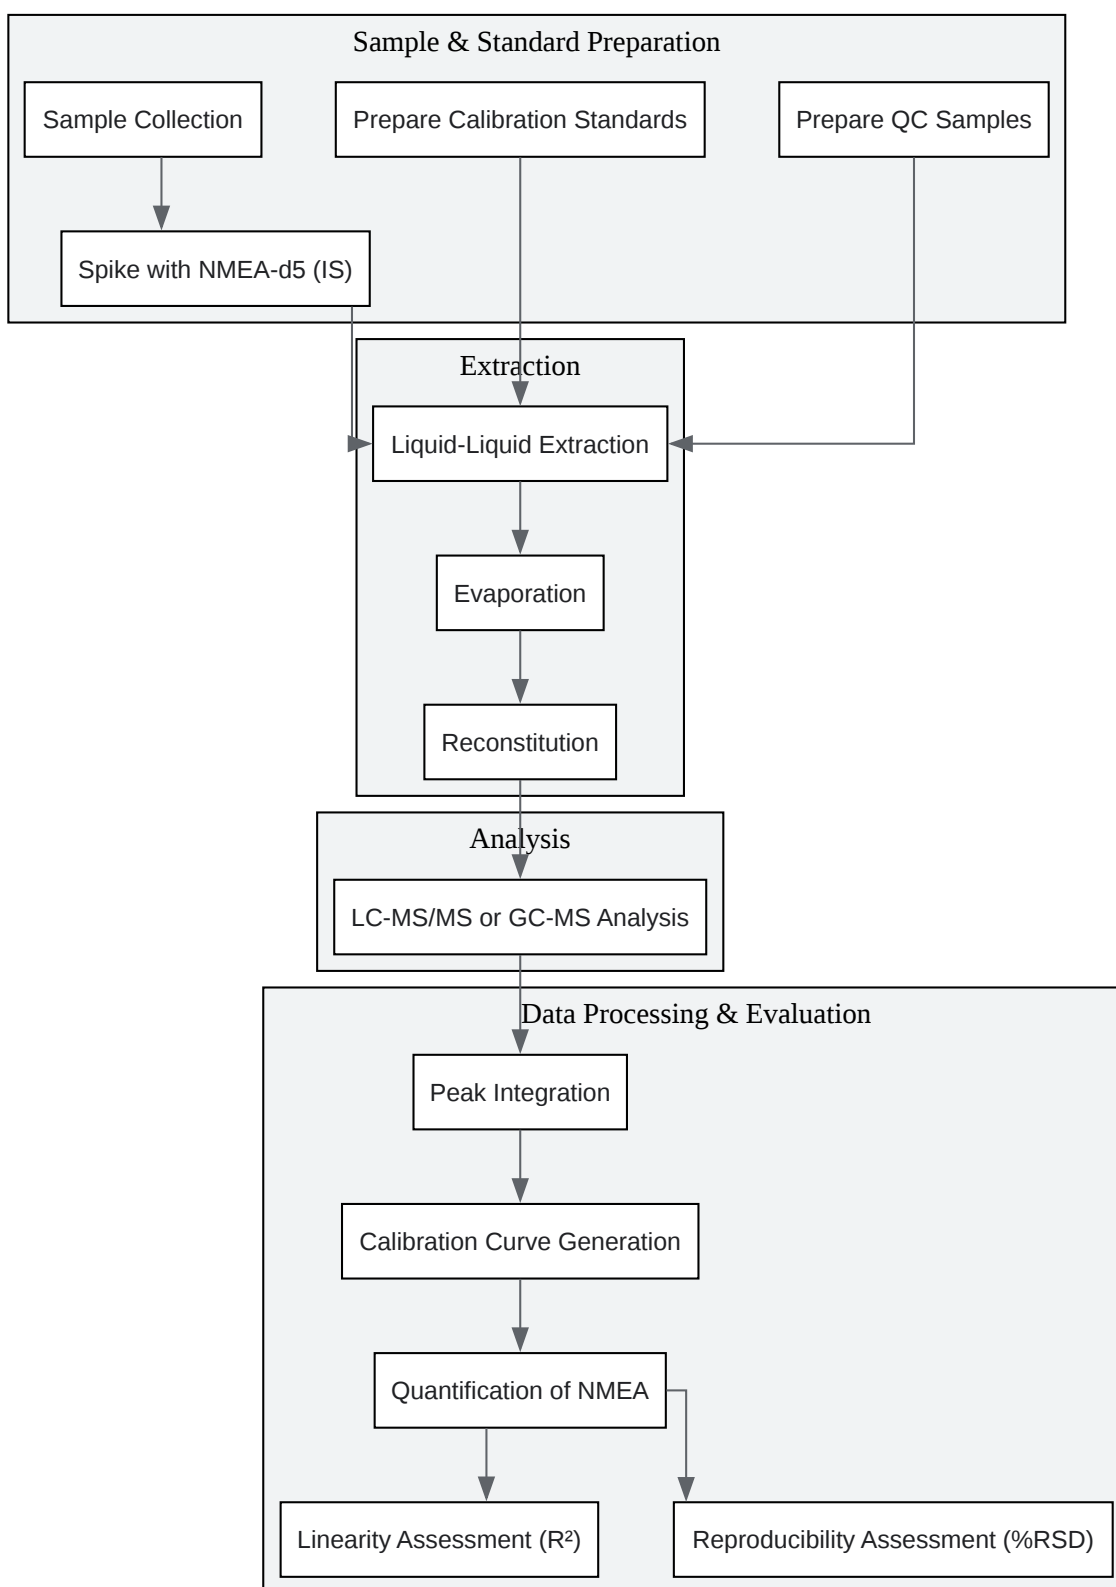 Sample & Standard Preparation
Sample Collection
Prepare Calibration Standards
Prepare QC Samples
Spike with NMEA-d5 (IS)
Extraction
Liquid-Liquid Extraction
Evaporation
Reconstitution
Analysis
LC-MS/MS or GC-MS Analysis
Data Processing & Evaluation
Peak Integration
Calibration Curve Generation
Quantification of NMEA
Linearity Assessment (R²)
Reproducibility Assessment (%RSD)